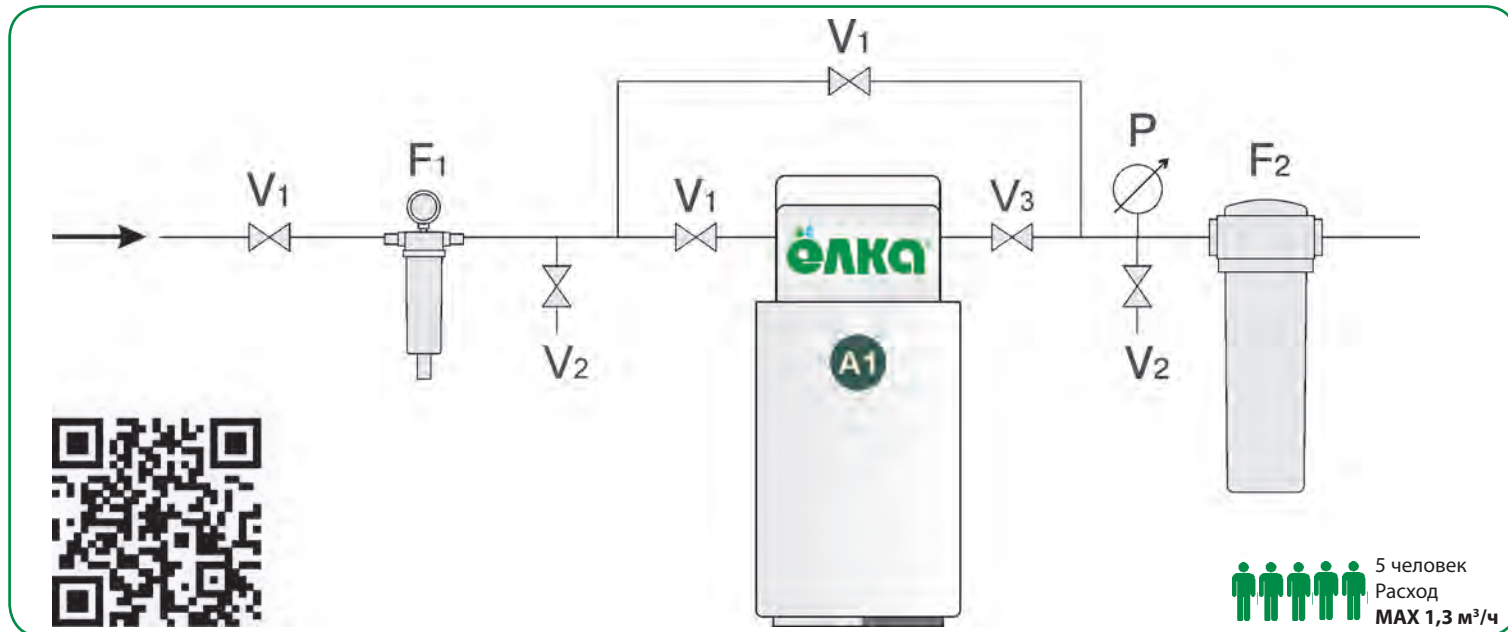 V1
P
F1
F2
V1
V1
V3
ёлка
V2
A1
V2
5 человек
Расход
MAX 1,3 м³/ч